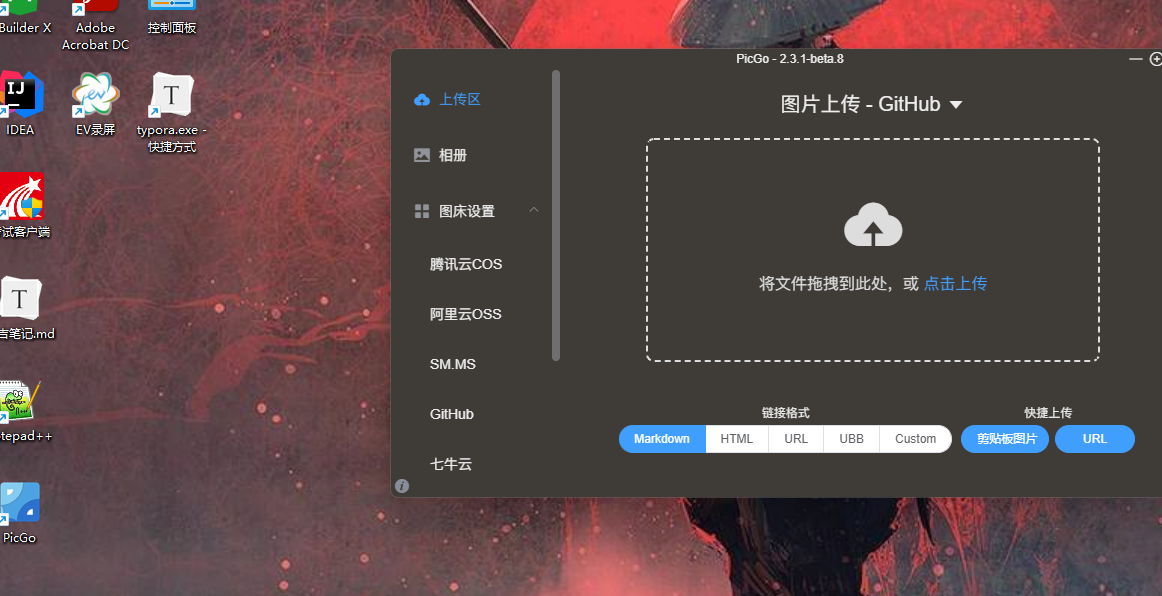 Builder X
Adobe
Acrobat DC
控制面板
IJ
IDEA
EV录屏
T
typora.exe -
快捷方式
试客户端
T
笔记.md
tepad++
PicGo
PicGo - 2.3.1-beta.8
上传区
相册
图床设置
腾讯云COS
阿里云OSS
SM.MS
GitHub
七牛云
图片上传 - GitHub
将文件拖拽到此处，或 点击上传
链接格式
Markdown HTML URL UBB Custom
快捷上传
剪贴板图片 URL